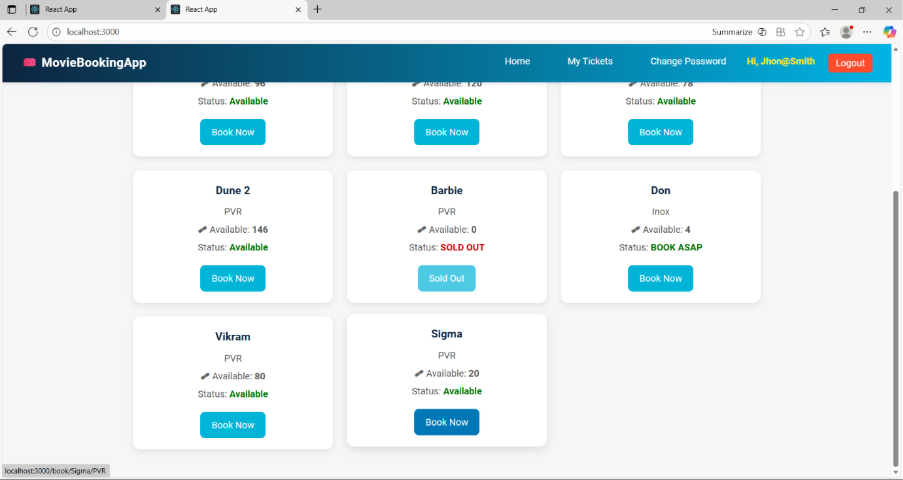 React App
React App
localhost:3000
Summarize
MovieBookingApp
Home
My Tickets
Change Password
Hi, Jhon@Smith
Logout
Available: 96
Available: 120
Available: 78
Status: Available
Status: Available
Status: Available
Book Now
Book Now
Book Now
Dune 2
PVR
Available: 146
Status: Available
Book Now
Barbie
PVR
Available: 0
Status: SOLD OUT
Sold Out
Don
Inox
Available: 4
Status: BOOK ASAP
Book Now
Vikram
PVR
Available: 80
Status: Available
Book Now
Sigma
PVR
Available: 20
Status: Available
Book Now
localhost:3000/book/Sigma/PVR